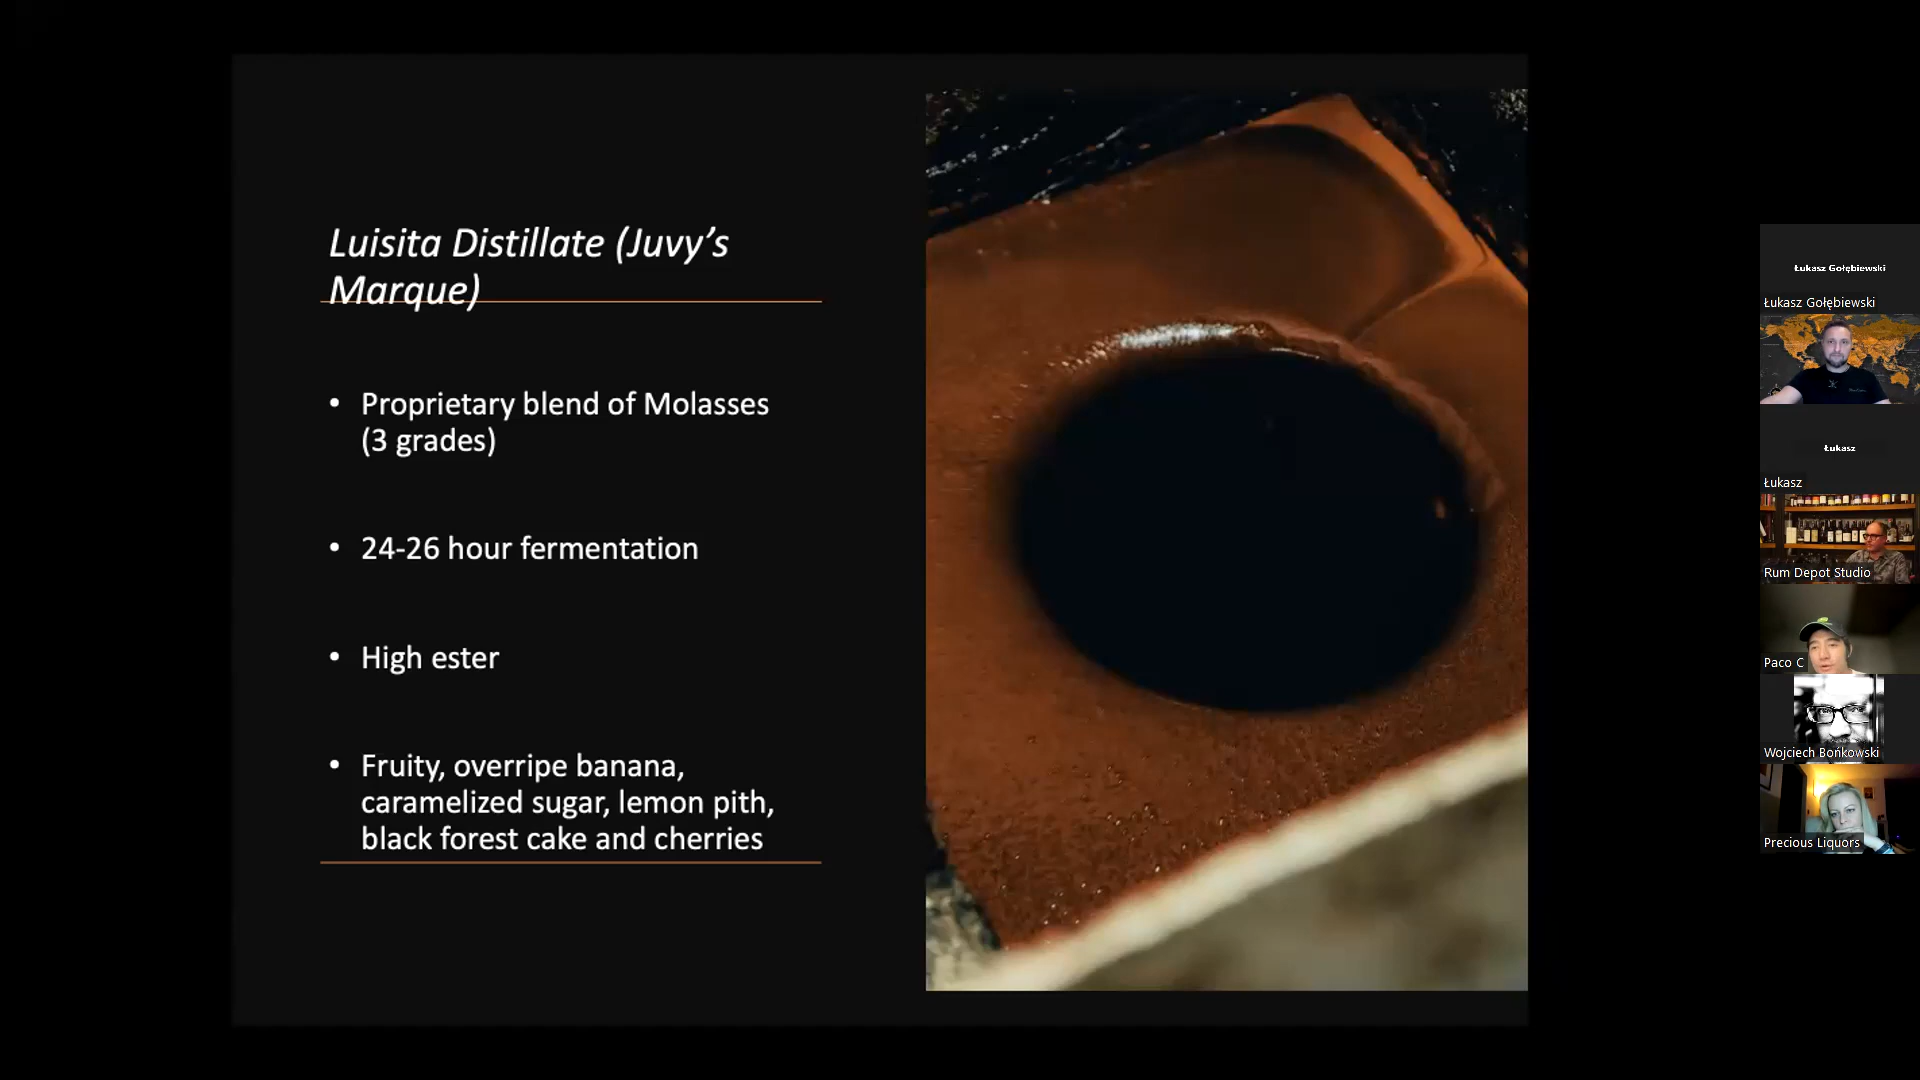 Luisita Distillate (Juvy’s
Marque)
• Proprietary blend of Molasses
(3 grades)
• 24-26 hour fermentation
• High ester
• Fruity, overripe banana,
caramelized sugar, lemon pith,
black forest cake and cherries
Łukasz Gołębiewski
Łukasz Gołębiewski
Łukasz
Łukasz
Rum Depot Studio
Paco C
Wojciech Bońkowski
Precious Liquors